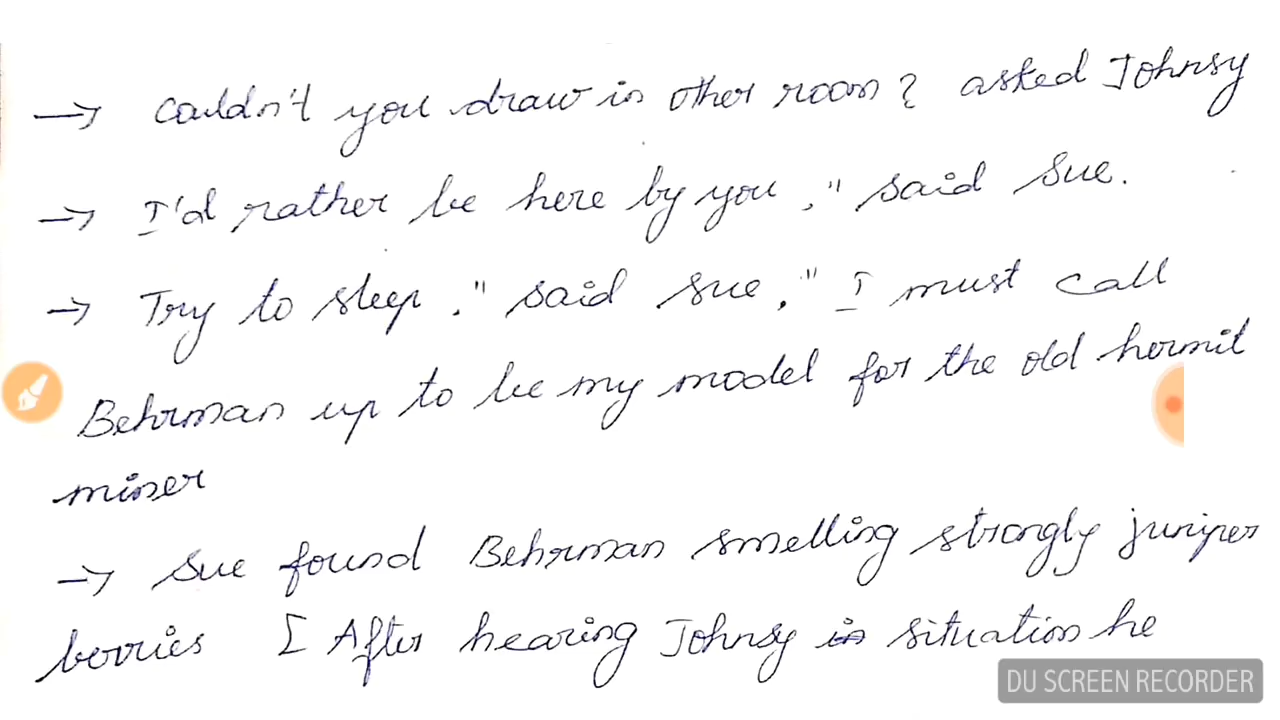 → couldn't you draw in other room? asked Johnsy
→ I'd rather be here by you," said Sue.
→ Try to sleep," said Sue," I must call
Behrman up to be my model for the old hermit
miner
→ Sue found Behrman smelling strongly juniper
berries [ After hearing Johnsy in situation he
DU SCREEN RECORDER